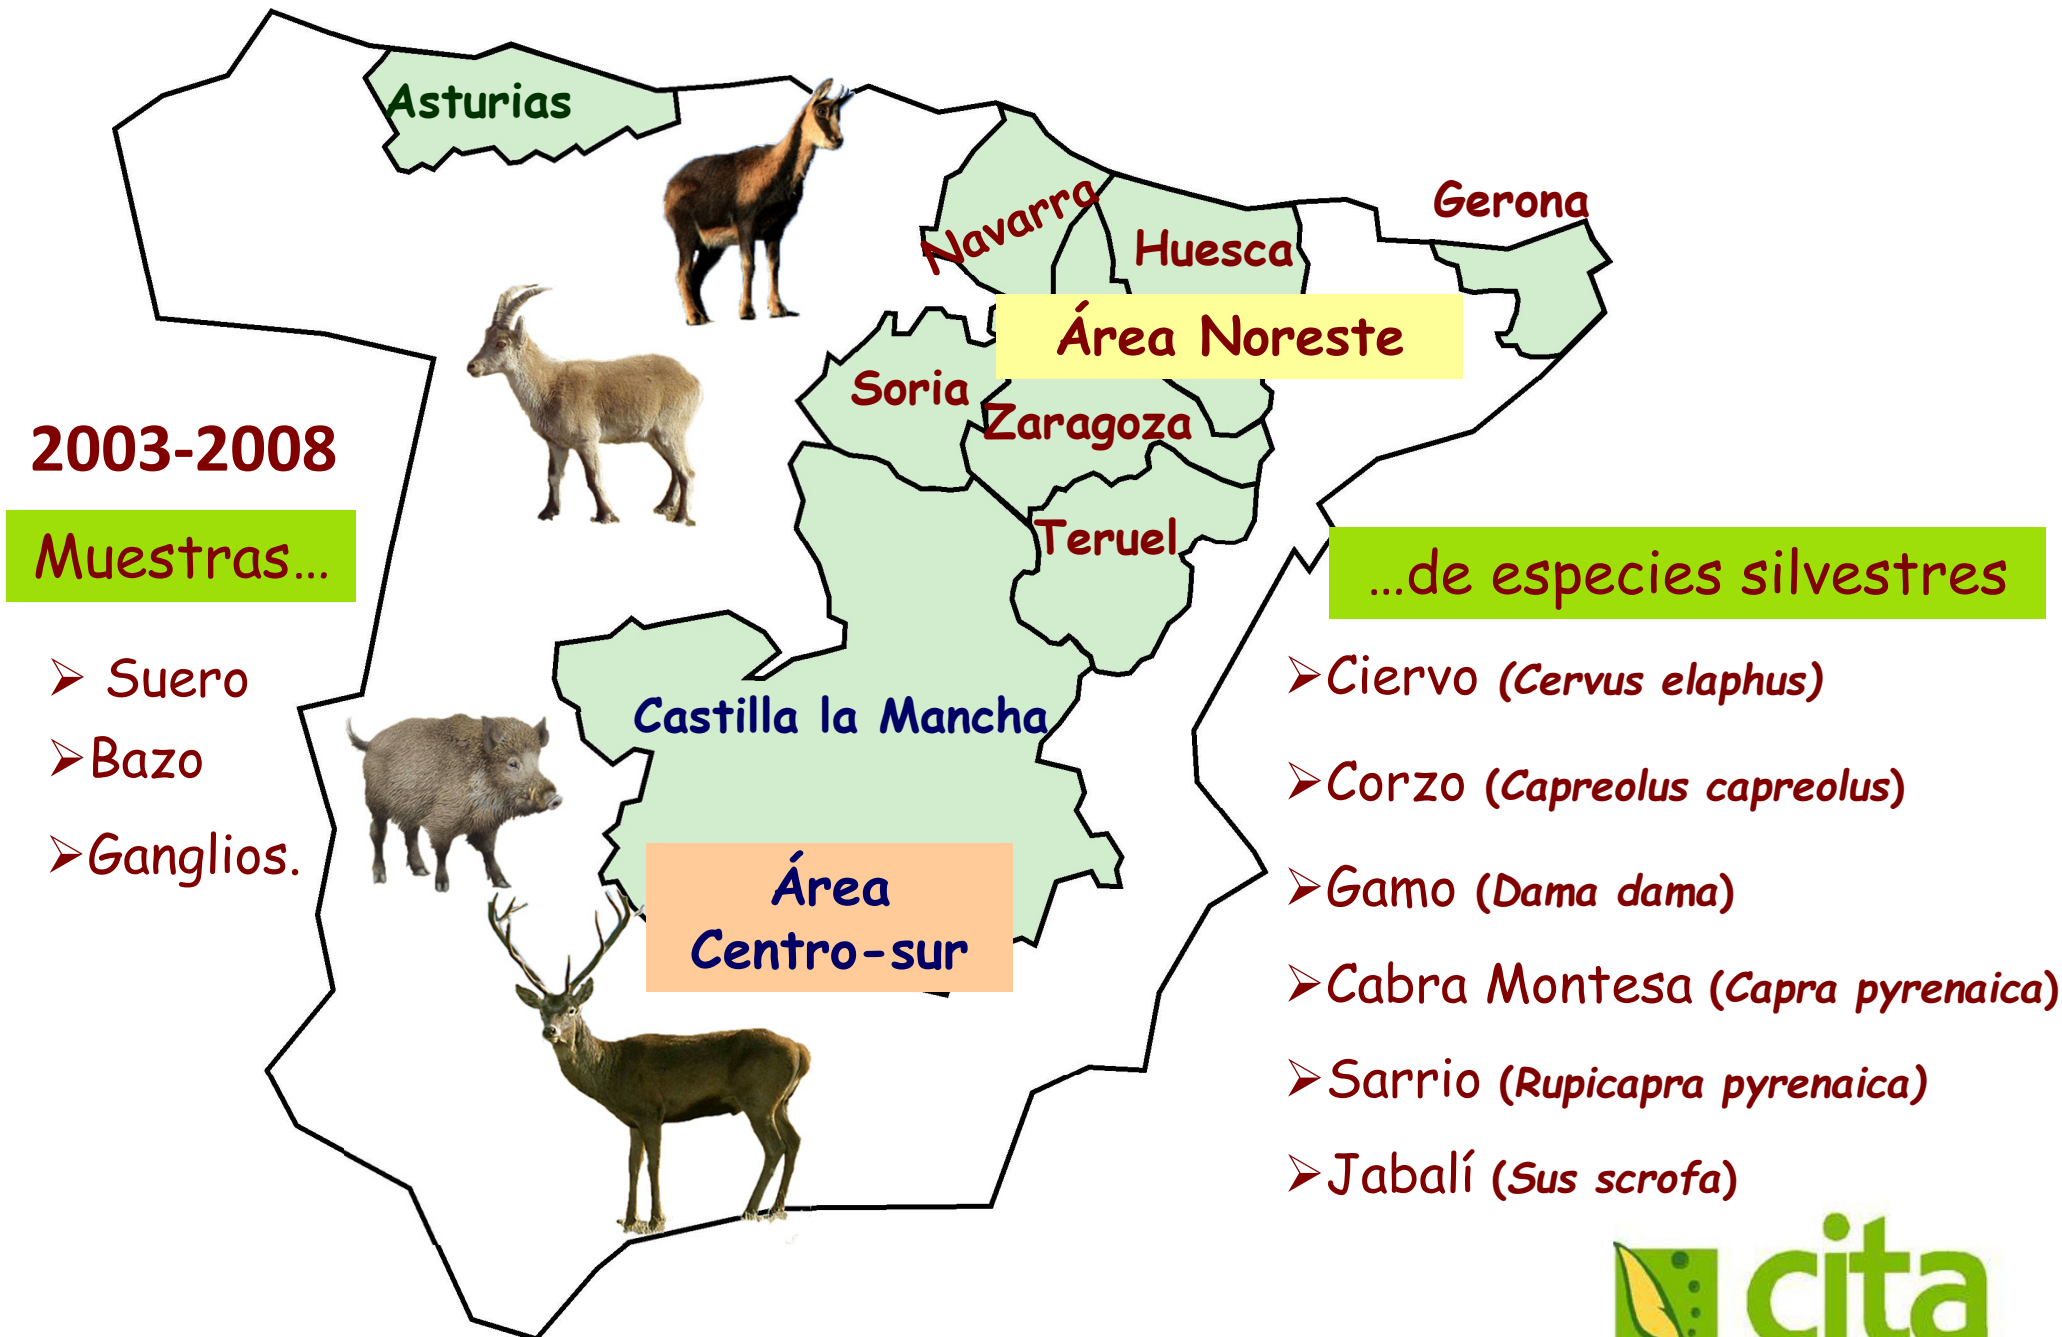 Asturias
Navarra
Huesca
Gerona
Área Noreste
Soria
Zaragoza
Teruel
2003-2008
Muestras...
➢ Suero
➢Bazo
➢Ganglios.
Castilla la Mancha
Área
Centro-sur
...de especies silvestres
➢Ciervo (Cervus elaphus)
➢Corzo (Capreolus capreolus)
➢Gamo (Dama dama)
➢Cabra Montesa (Capra pyrenaica)
➢Sarrio (Rupicapra pyrenaica)
➢Jabalí (Sus scrofa)
cita